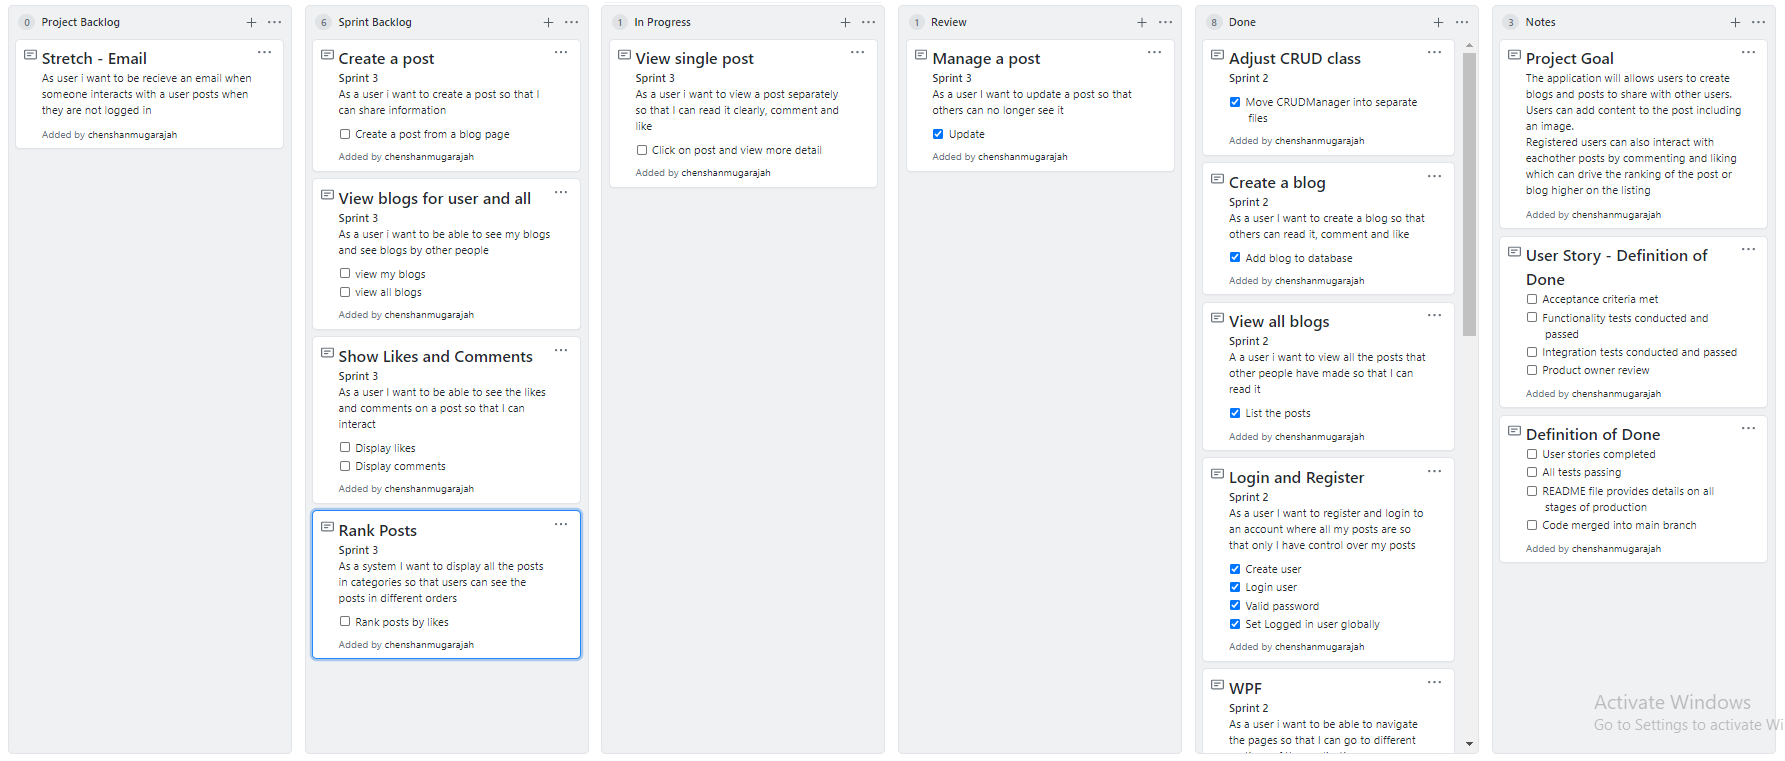 0 Project Backlog
Stretch - Email
As user i want to be recieve an email when
someone interacts with a user posts when
they are not logged in
Added by chenshanmugarajah
6 Sprint Backlog
Create a post
Sprint 3
As a user i want to create a post so that I
can share information
Create a post from a blog page
Added by chenshanmugarajah
View blogs for user and all
Sprint 3
As a user i want to be able to see my blogs
and see blogs by other people
view my blogs
view all blogs
Added by chenshanmugarajah
Show Likes and Comments
Sprint 3
As a user I want to be able to see the likes
and comments on a post so that I can
interact
Display likes
Display comments
Added by chenshanmugarajah
Rank Posts
Sprint 3
As a system I want to display all the posts
in categories so that users can see the
posts in different orders
Rank posts by likes
Added by chenshanmugarajah
1 In Progress
View single post
Sprint 3
As a user i want to view a post separately
so that I can read it clearly, comment and
like
Click on post and view more detail
Added by chenshanmugarajah
1 Review
Manage a post
Sprint 3
As a user I want to update a post so that
others can no longer see it
Update
Added by chenshanmugarajah
8 Done
Adjust CRUD class
Sprint 2
Move CRUDManager into separate
files
Added by chenshanmugarajah
Create a blog
Sprint 2
As a user I want to create a blog so that
others can read it, comment and like
Add blog to database
Added by chenshanmugarajah
View all blogs
Sprint 2
A a user i want to view all the posts that
other people have made so that I can
read it
List the posts
Added by chenshanmugarajah
Login and Register
Sprint 2
As a user I want to register and login to
an account where all my posts are so
that only I have control over my posts
Create user
Login user
Valid password
Set Logged in user globally
Added by chenshanmugarajah
WPF
Sprint 2
As a user i want to be able to navigate
the pages so that I can go to different
3 Notes
Project Goal
The application will allows users to create
blogs and posts to share with other users.
Users can add content to the post including
an image.
Registered users can also interact with
eachother posts by commenting and liking
which can drive the ranking of the post or
blog higher on the listing
Added by chenshanmugarajah
User Story - Definition of
Done
Acceptance criteria met
Functionality tests conducted and
passed
Integration tests conducted and passed
Product owner review
Added by chenshanmugarajah
Definition of Done
User stories completed
All tests passing
README file provides details on all
stages of production
Code merged into main branch
Added by chenshanmugarajah
Activate Windows
Go to Settings to activate Wi